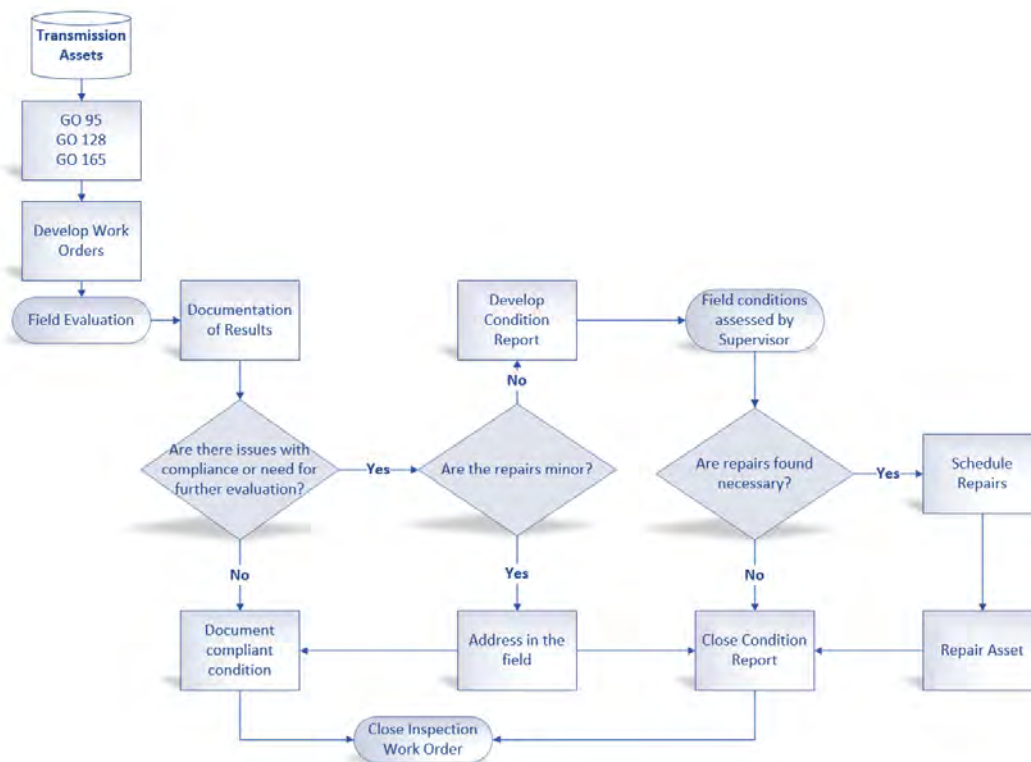 Transmission
Assets
GO 95
GO 128
GO 165
Develop Work
Orders
Field Evaluation
Documentation
of Results
Develop
Condition
Report
Field conditions
assessed by
Supervisor
No
Are there issues with
compliance or need for
further evaluation?
Yes
Are the repairs minor?
Are repairs found
necessary?
Yes
Schedule
Repairs
No
Yes
No
Document
compliant
condition
Address in the
field
Close Condition
Report
Repair Asset
Close Inspection
Work Order